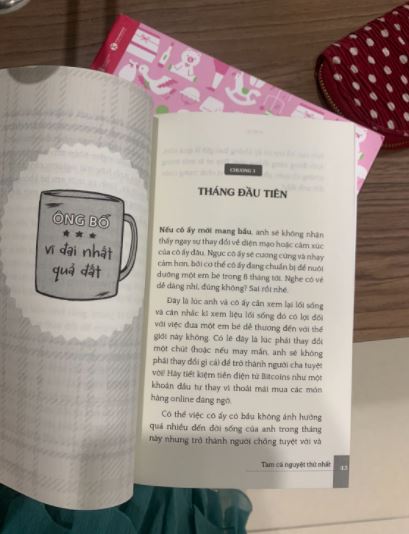 ÔNG BỐ
vĩ đại nhất
quả đất
CHƯƠNG 1
THÁNG ĐẦU TIÊN
Nếu cô ấy mới mang bầu, anh sẽ không nhận
thấy ngay sự thay đổi về diện mạo hoặc cảm xúc
của cô ấy đâu. Ngực cô ấy sẽ cương cứng và nhạy
cảm hơn, bởi cơ thể cô ấy đang chuẩn bị để nuôi
dưỡng một em bé trong 8 tháng tới. Nghe có vẻ
dễ dàng nhỉ, đúng không? Sai rồi nhé.
Đây là lúc anh và cô ấy cần xem lại lối sống
và cân nhắc kĩ xem liệu lối sống đó có lợi đối
với việc đưa một em bé dễ thương đến với thế
giới này không. Có lẽ đây là lúc phải thay đổi
một chút (hoặc nếu may mắn, anh sẽ không
phải thay đổi gì cả) để trở thành người cha tuyệt
vời! Hãy tiết kiệm tiền điện tử Bitcoins như một
khoản đầu tư thay vì thoải mái mua các món
hàng online đáng ngờ.
Có thể việc cô ấy có bầu không ảnh hưởng
quá nhiều đến đời sống của anh trong tháng
này nhưng trở thành người chồng tuyệt vời và
Tam cá nguyệt thứ nhất